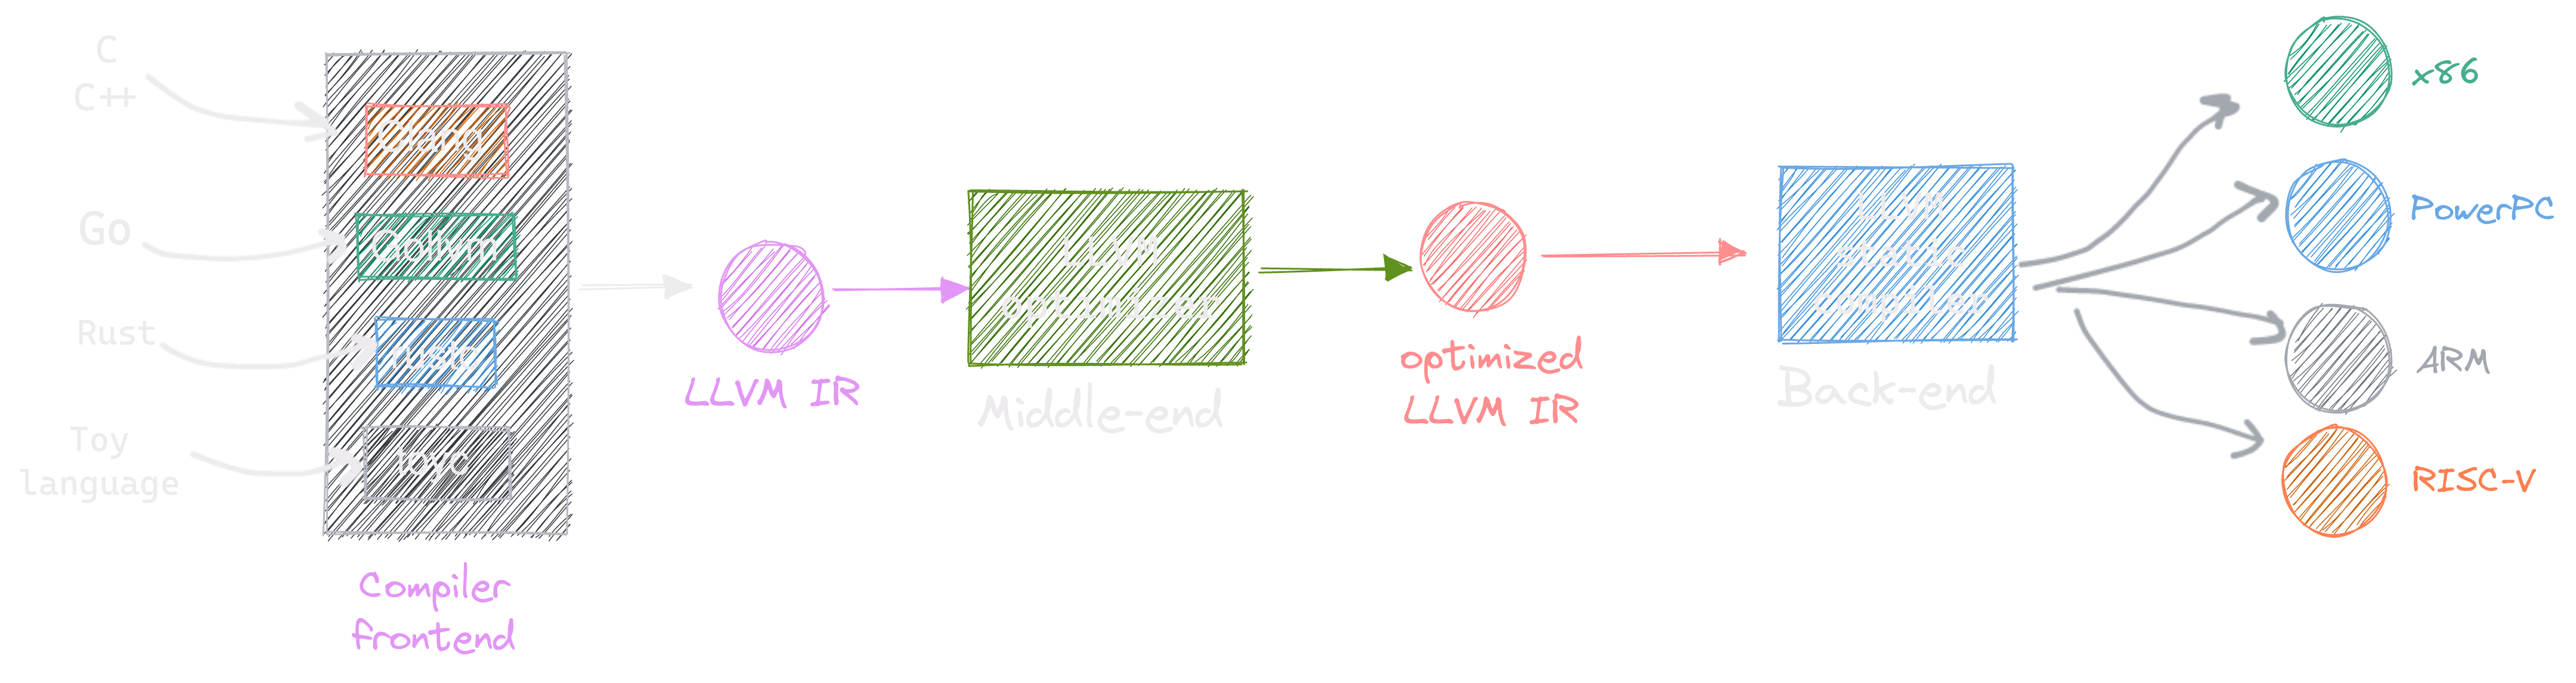 C
C++
Go
Rust
Toy
language
Clang
Gollvm
rustc
toyc
Compiler
frontend
LLVM IR
LLVM
optimizer
Middle-end
optimized
LLVM IR
LLVM
static
compiler
Back-end
x86
PowerPC
ARM
RISC-V